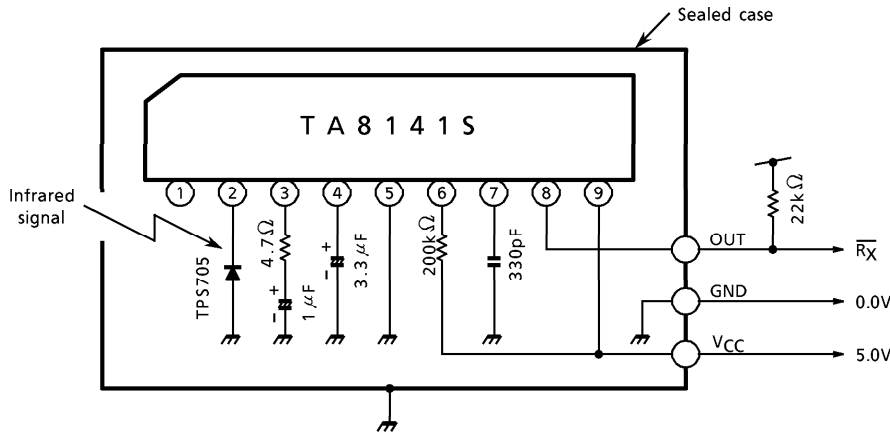 Sealed case
TA8141S
1 2 3 4 5 6 7 8 9
Infrared
signal
TPS705
4.7Ω
+
-
1μF
+
-
3.3μF
200kΩ
330pF
22kΩ
OUT
R̅X̅
GND
0.0V
VCC
5.0V